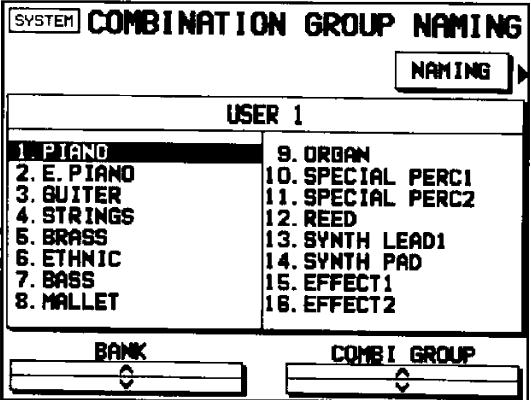 SYSTEM COMBINATION GROUP NAMING
NAMING
USER 1
1. PIANO
2. E. PIANO
3. GUITER
4. STRINGS
5. BRASS
6. ETHNIC
7. BASS
8. MALLET
9. ORGAN
10. SPECIAL PERC1
11. SPECIAL PERC2
12. REED
13. SYNTH LEAD1
14. SYNTH PAD
15. EFFECT1
16. EFFECT2
BANK
COMBI GROUP